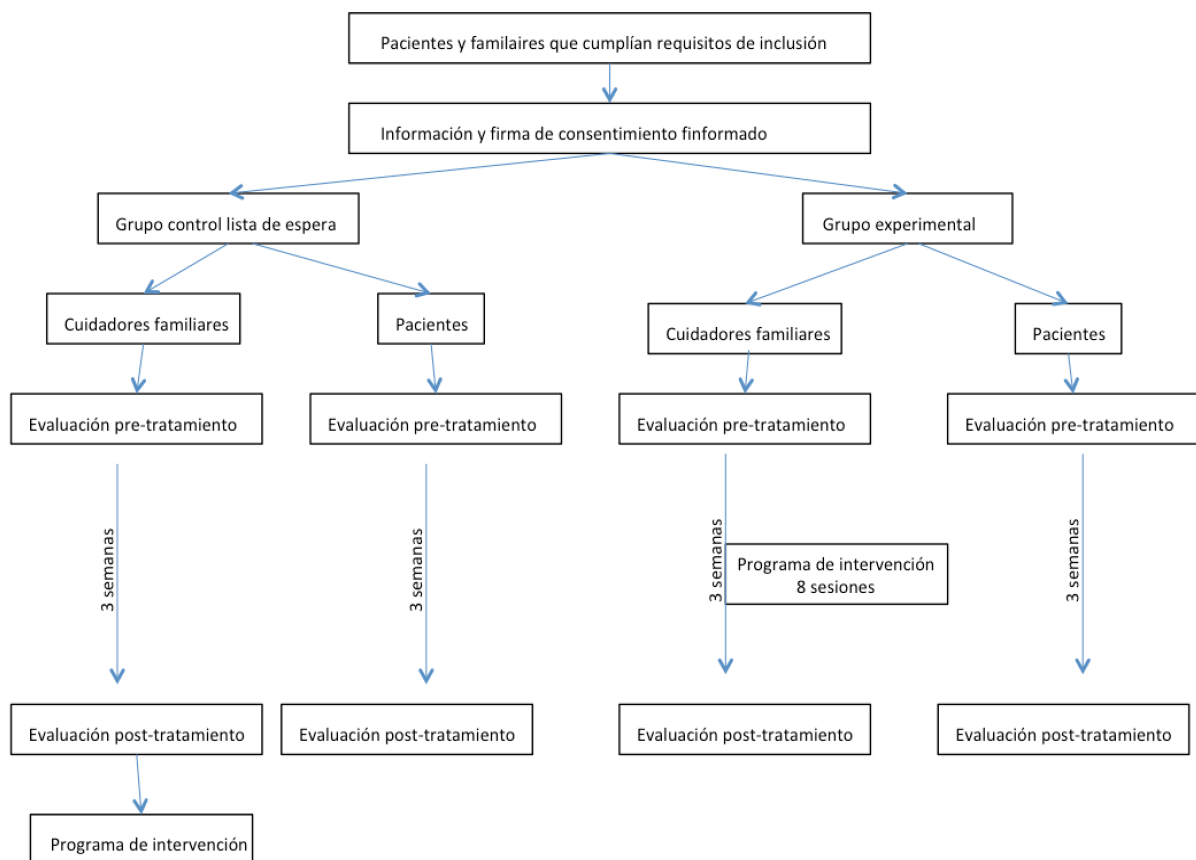 Pacientes y familaires que cumplían requisitos de inclusión
Información y firma de consentimiento finformado
Grupo control lista de espera
Grupo experimental
Cuidadores familiares
Pacientes
Cuidadores familiares
Pacientes
Evaluación pre-tratamiento
Evaluación pre-tratamiento
Evaluación pre-tratamiento
Evaluación pre-tratamiento
3 semanas
3 semanas
3 semanas
Programa de intervención
8 sesiones
3 semanas
Evaluación post-tratamiento
Evaluación post-tratamiento
Evaluación post-tratamiento
Evaluación post-tratamiento
Programa de intervención